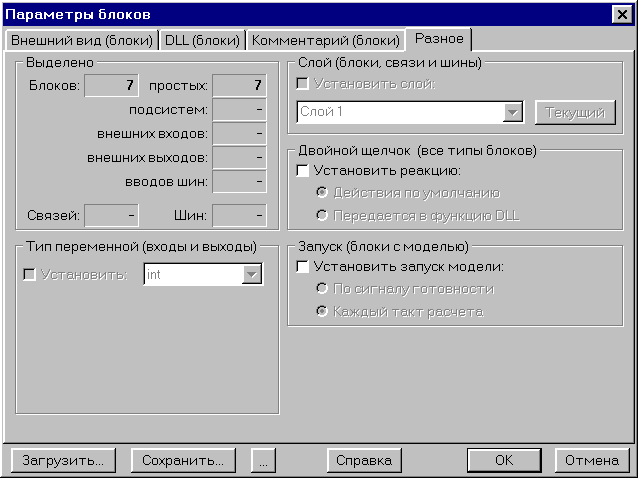 Параметры блоков
Внешний вид (блоки) DLL (блоки) Комментарий (блоки) Разное
Выделено
Блоков: 7 простых: 7
подсистем: -
внешних входов: -
внешних выходов: -
вводов шин: -
Связей: - Шин: -
Тип переменной (входы и выходы)
Установить: int
Слой (блоки, связи и шины)
Установить слой:
Слой 1 Текущий
Двойной щелчок (все типы блоков)
Установить реакцию:
Действия по умолчанию
Передается в функцию DLL
Запуск (блоки с моделью)
Установить запуск модели:
По сигналу готовности
Каждый такт расчета
Загрузить... Сохранить... ... Справка OK Отмена